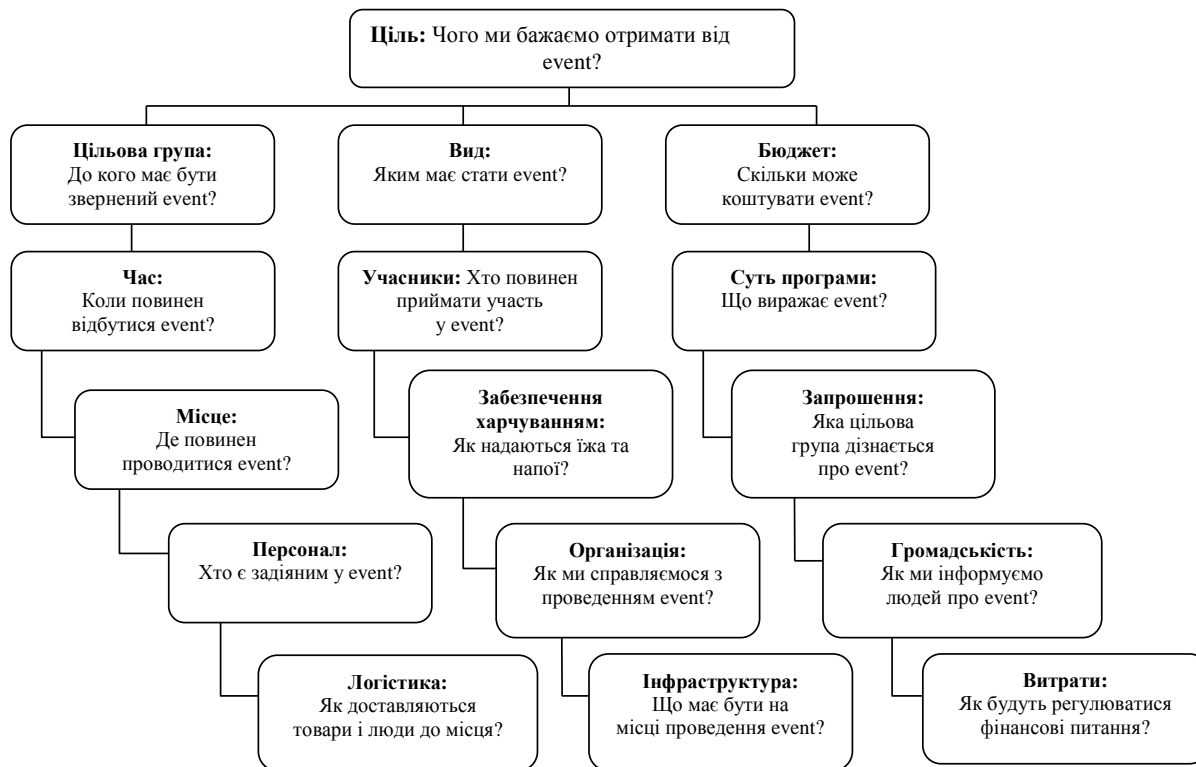 Ціль: Чого ми бажаємо отримати від
event?
Цільова група:
До кого має бути
звернений event?
Вид:
Яким має стати event?
Бюджет:
Скільки може
коштувати event?
Час:
Коли повинен
відбутися event?
Учасники: Хто повинен
приймати участь
у event?
Суть програми:
Що виражає event?
Місце:
Де повинен
проводитися event?
Забезпечення
харчуванням:
Як надаються їжа та
напої?
Запрошення:
Яка цільова
група дізнається
про event?
Персонал:
Хто є задіяним у event?
Організація:
Як ми справляємося з
проведенням event?
Громадськість:
Як ми інформуємо
людей про event?
Логістика:
Як доставляються
товари і люди до місця?
Інфраструктура:
Що має бути на
місці проведення event?
Витрати:
Як будуть регулюватися
фінансові питання?